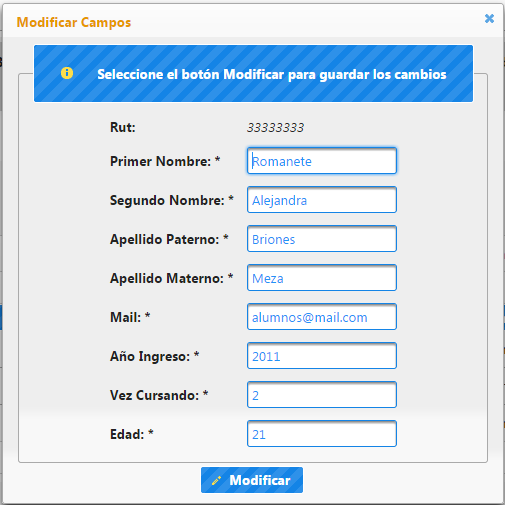 Modificar Campos
Seleccione el botón Modificar para guardar los cambios
Rut: 33333333
Primer Nombre: * Romanete
Segundo Nombre: * Alejandra
Apellido Paterno: * Briones
Apellido Materno: * Meza
Mail: * alumnos@mail.com
Año Ingreso: * 2011
Vez Cursando: * 2
Edad: * 21
Modificar